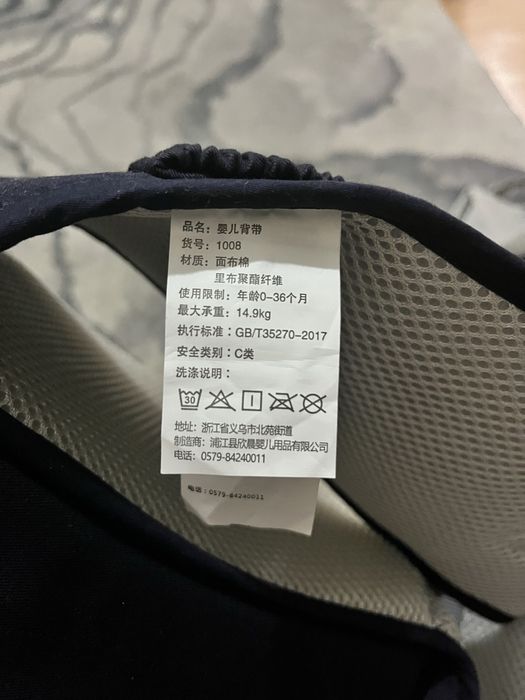 品名：婴儿背带
货号：1008
材质：面布棉
里布聚酯纤维
使用限制：年龄0-36个月
最大承重：14.9kg
执行标准：GB/T35270-2017
安全类别：C类
洗涤说明：
30
地址：浙江省义乌市北苑街道
制造商：浦江县欣晨婴儿用品有限公司
电话：0579-84240011
电话：0579-84240011